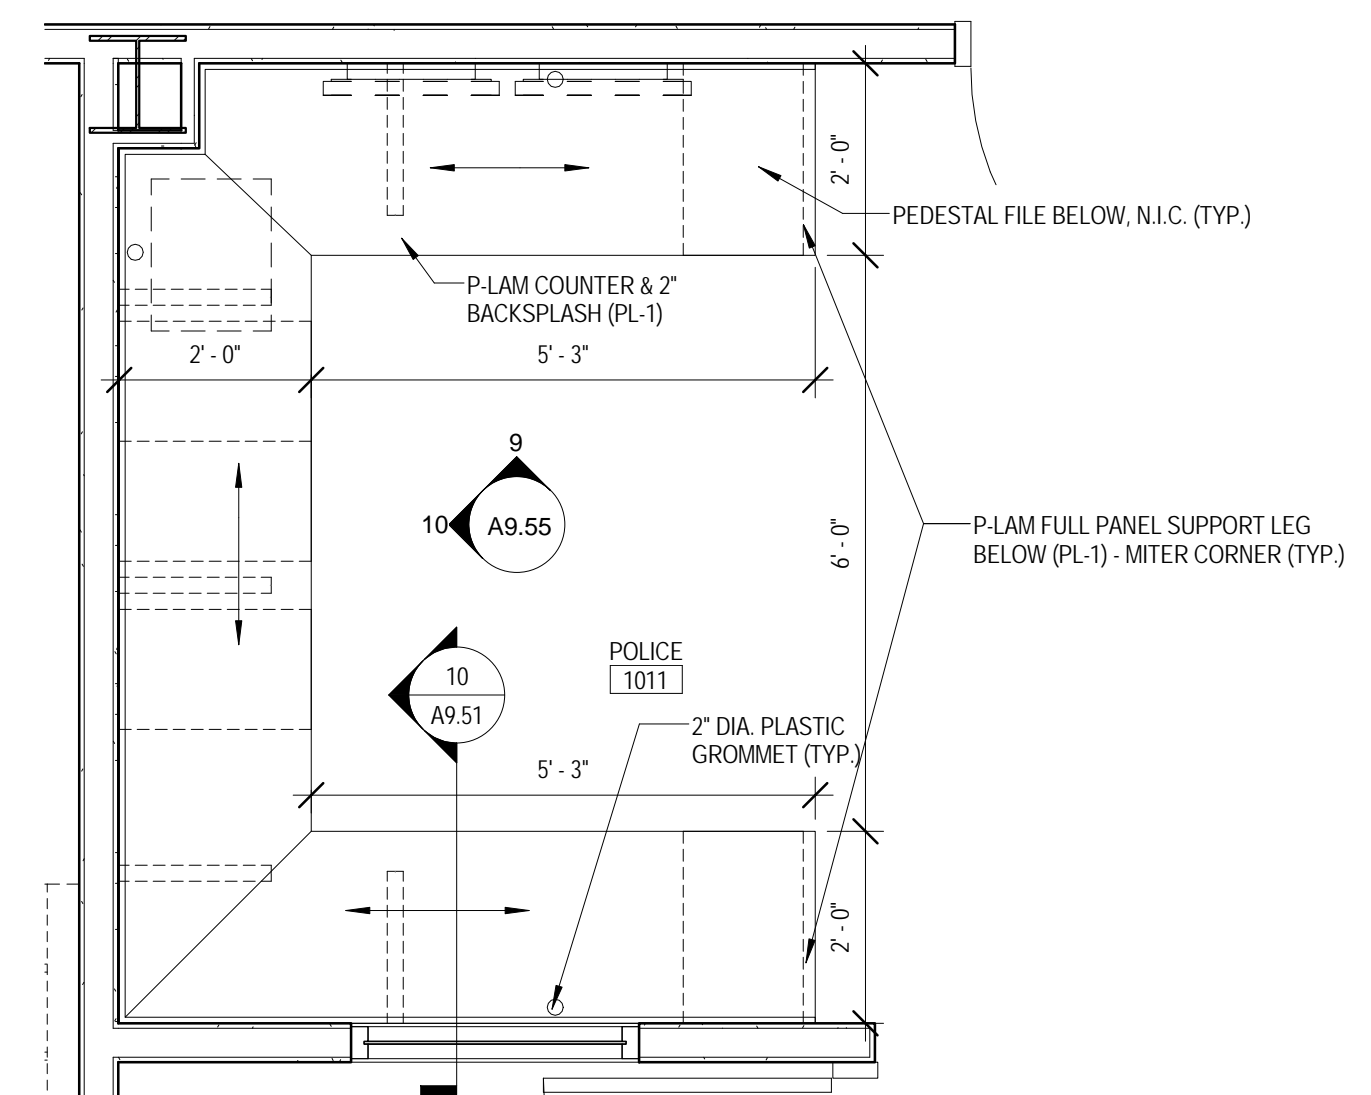 2' - 0"
PEDESTAL FILE BELOW, N.I.C. (TYP.)
P-LAM COUNTER & 2"
BACKSPLASH (PL-1)
2' - 0"
5' - 3"
9
10
A9.55
6' - 0"
P-LAM FULL PANEL SUPPORT LEG
BELOW (PL-1) - MITER CORNER (TYP.)
POLICE
1011
10
A9.51
2" DIA. PLASTIC
GROMMET (TYP.)
5' - 3"
2' - 0"